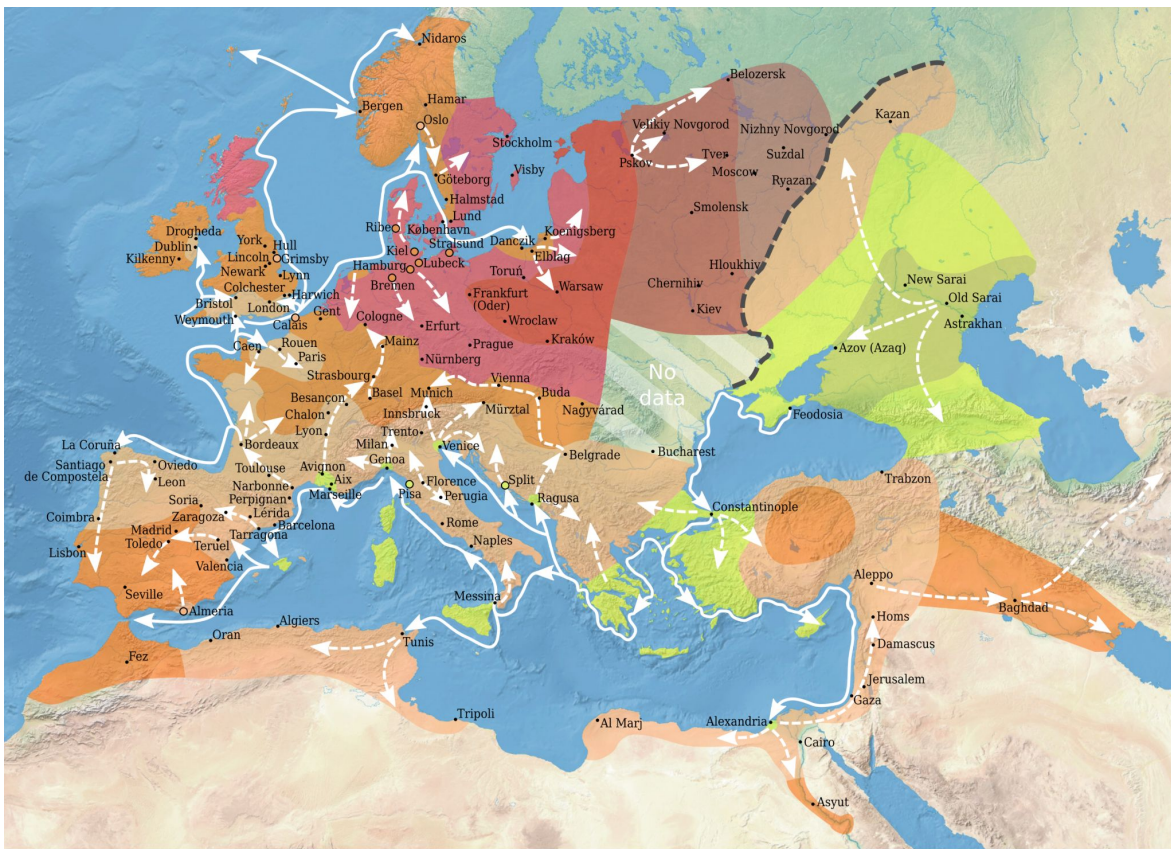 Nidaros
Belozersk
Bergen
Hamar
Oslo
Kazan
Velikiy Novgorod
Nizhny Novgorod
Stockholm
Pskov
Tver
Suzdal
Moscow
Göteborg
Visby
Ryazan
Halmstad
Smolensk
Lund
Drogheda
Ribe
København
York
Hull
Dublin
Stralsund
Danczik
Koenigsberg
Kilkenny
Lincoln
Grimsby
Kiel
Elblag
Newark
Lynn
Hamburg
Lübeck
Toruń
Hloukhiv
New Sarai
Colchester
Harwich
Bremen
Frankfurt
(Oder)
Warsaw
Chernihiv
Bristol
London
Old Sarai
Weymouth
Calais
Gent
Cologne
Erfurt
Wroclaw
Kiev
Astrakhan
Caen
Rouen
Mainz
Prague
Kraków
Azov (Azaq)
Paris
Nürnberg
Strasbourg
Vienna
No
data
Besançon
Basel
Munich
Buda
Chalon
Innsbruck
Mürztal
Nagyvárad
Feodosia
Lyon
Trento
La Coruña
Bordeaux
Milan
Venice
Belgrade
Bucharest
Santiago
de Compostela
Oviedo
Leon
Toulouse
Avignon
Genoa
Trabzon
Narbonne
Aix
Marseille
Pisa
Florence
Split
Soria
Perpignan
Perugia
Ragusa
Coimbra
Zaragoza
Lérida
Constantinople
Madrid
Tarragona
Barcelona
Rome
Lisbon
Toledo
Teruel
Naples
Valencia
Aleppo
Seville
Messina
Baghdad
Almeria
Homs
Algiers
Oran
Tunis
Damascus
Fez
Jerusalem
Gaza
Tripoli
Al Marj
Alexandria
Cairo
Asyut